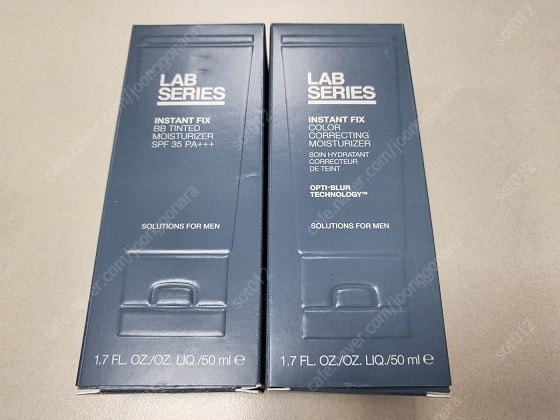 LAB
SERIES
INSTANT FIX
BB TINTED
MOISTURIZER
SPF 35 PA+++
SOLUTIONS FOR MEN
1.7 FL. OZ./OZ. LIQ./50 ml e
LAB
SERIES
INSTANT FIX
COLOR
CORRECTING
MOISTURIZER
SOIN HYDRATANT
CORRECTEUR
DE TEINT
OPTI-BLUR
TECHNOLOGY™
SOLUTIONS FOR MEN
1.7 FL. OZ./OZ. LIQ./50 ml e